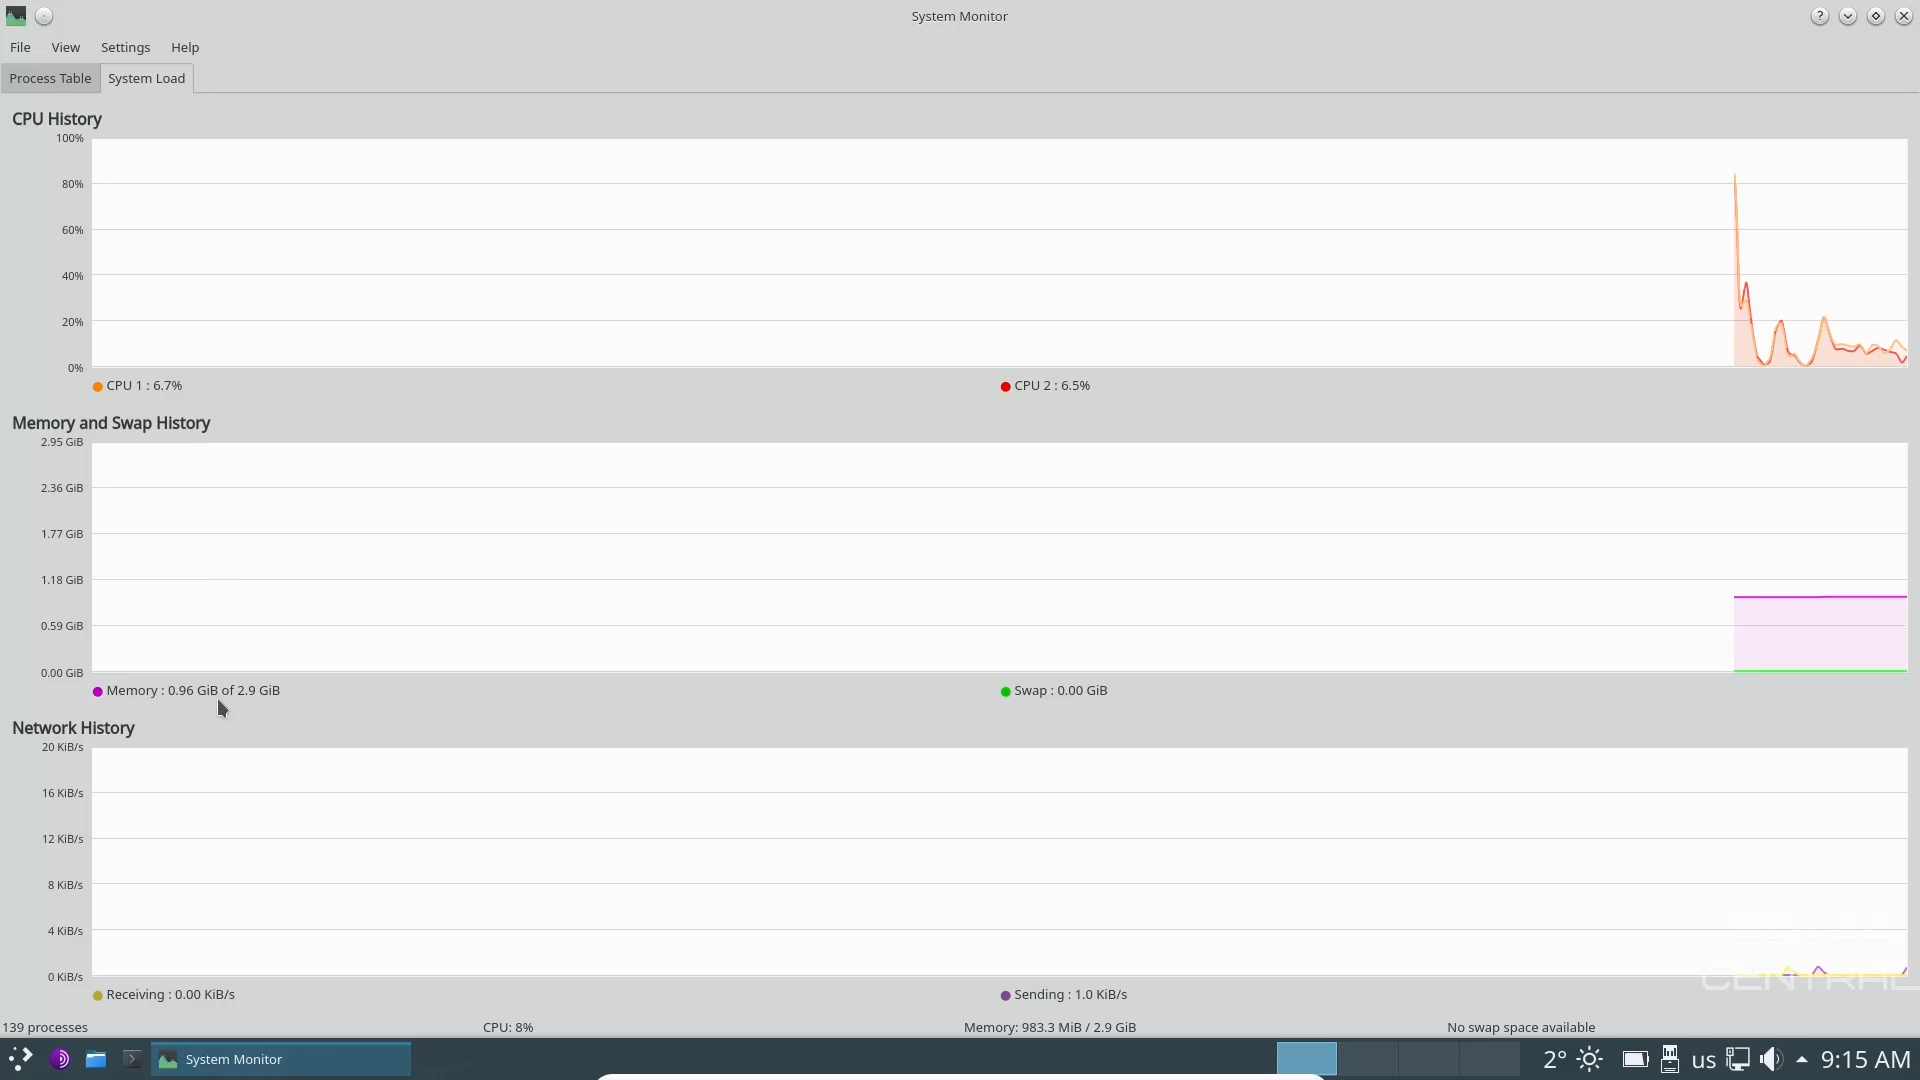 System Monitor
File View Settings Help
Process Table System Load
CPU History
100%
80%
60%
40%
20%
0%
CPU 1 : 6.7% CPU 2 : 6.5%
Memory and Swap History
2.95 GiB
2.36 GiB
1.77 GiB
1.18 GiB
0.59 GiB
0.00 GiB
Memory : 0.96 GiB of 2.9 GiB Swap : 0.00 GiB
Network History
20 KiB/s
16 KiB/s
12 KiB/s
8 KiB/s
4 KiB/s
0 KiB/s
CENTRAL
Receiving : 0.00 KiB/s Sending : 1.0 KiB/s
139 processes CPU: 8% Memory: 983.3 MiB / 2.9 GiB No swap space available
System Monitor 2° us 9:15 AM